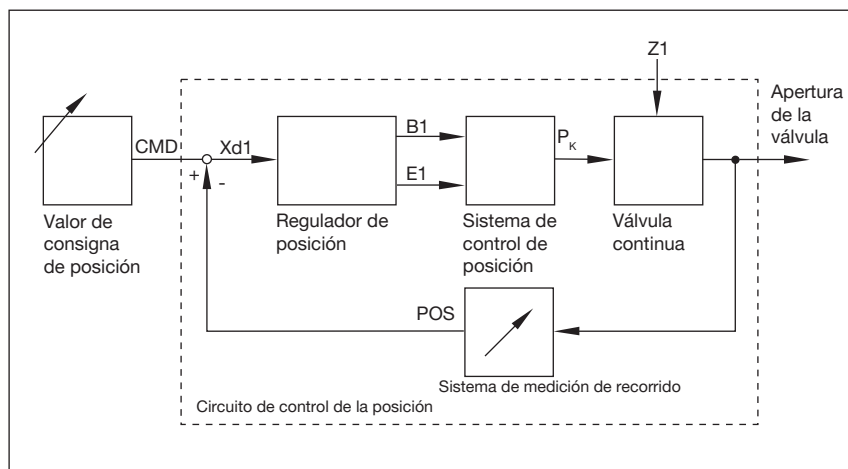 Z1
Apertura
de la
válvula
CMD
Xd1
B1
E1
PK
+
-
Valor de
consigna
de posición
Regulador de
posición
Sistema de
control de
posición
Válvula
continua
POS
Sistema de medición de recorrido
Circuito de control de la posición